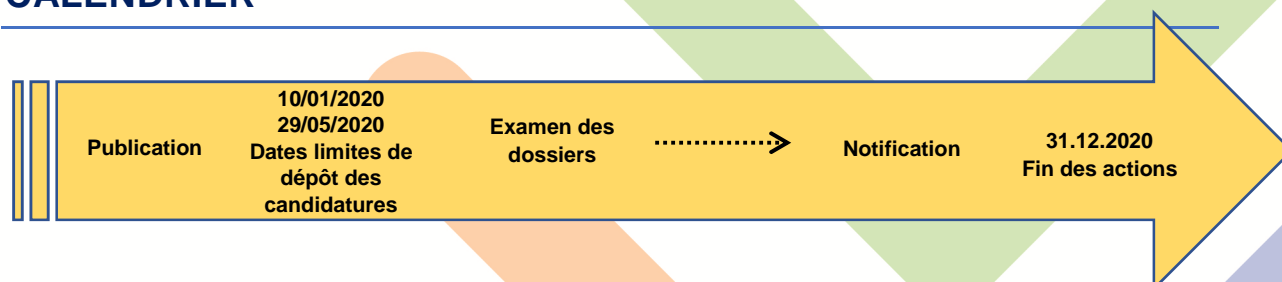 CALENDRIER
Publication
10/01/2020
29/05/2020
Dates limites de
dépôt des
candidatures
Examen des
dossiers
Notification
31.12.2020
Fin des actions